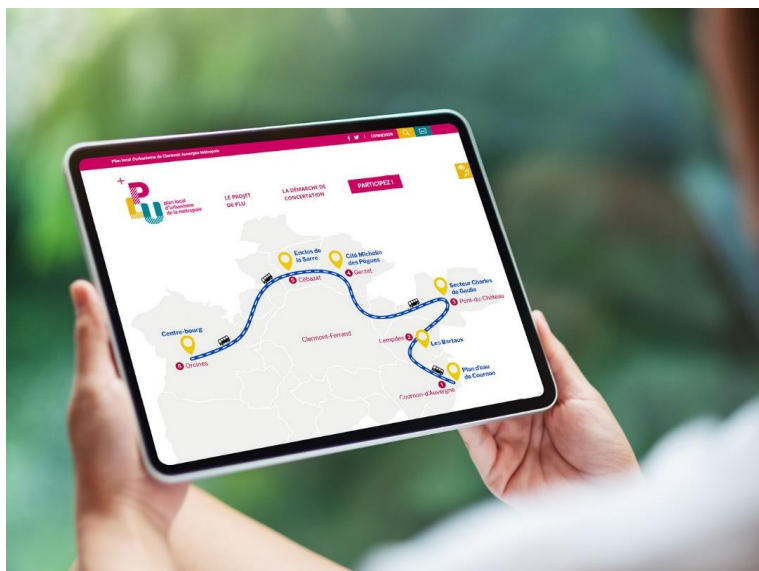 Plan local d'urbanisme de Clermont Auvergne Métropole
CONNEXION
PLU
plan local
d'urbanisme
de la métropole
LE PROJET
DE PLU
LA DÉMARCHE DE
CONCERTATION
PARTICIPEZ !
Enclos de
la Sarre
5 Cébazat
Cité Michelin
des Pègues
4 Gerzat
Secteur Charles
de Gaulle
3 Pont-du-Château
Centre-bourg
6 Orcines
Clermont-Ferrand
Lempdes 2
Les Vortaux
Plan d'eau
de Cournon
1
Cournon-d'Auvergne